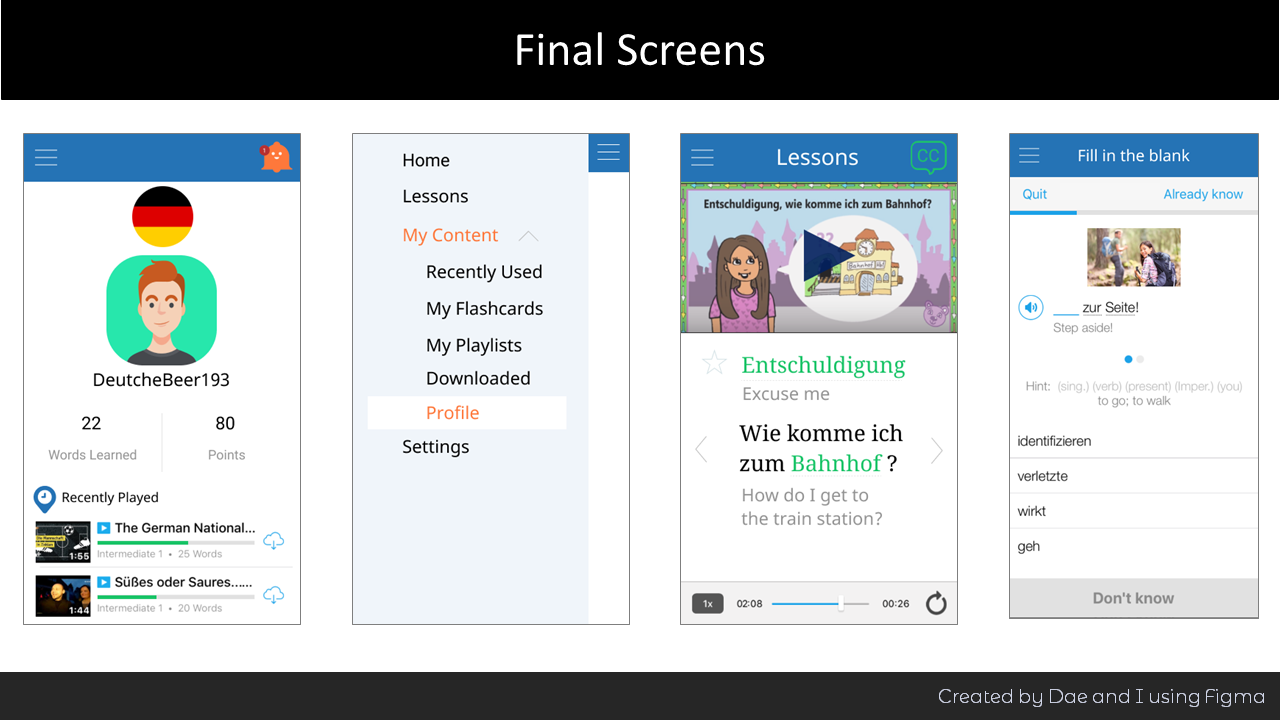 Final Screens
1
DeutcheBeer193
22 80
Words Learned Points
Recently Played
The German National...
1:55
Intermediate 1 • 25 Words
Süßes oder Saures......
1:44
Intermediate 1 • 20 Words
Home
Lessons
My Content
Recently Used
My Flashcards
My Playlists
Downloaded
Profile
Settings
Lessons CC
Entschuldigung, wie komme ich zum Bahnhof?
Bahnhof
Entschuldigung
Excuse me
Wie komme ich
zum Bahnhof ?
How do I get to
the train station?
1x 02:08 00:26
Fill in the blank
Quit Already know
___ zur Seite!
Step aside!
Hint: (sing.) (verb) (present) (Imper.) (you)
to go; to walk
identifizieren
verletzte
wirkt
geh
Don't know
Created by Dae and I using Figma